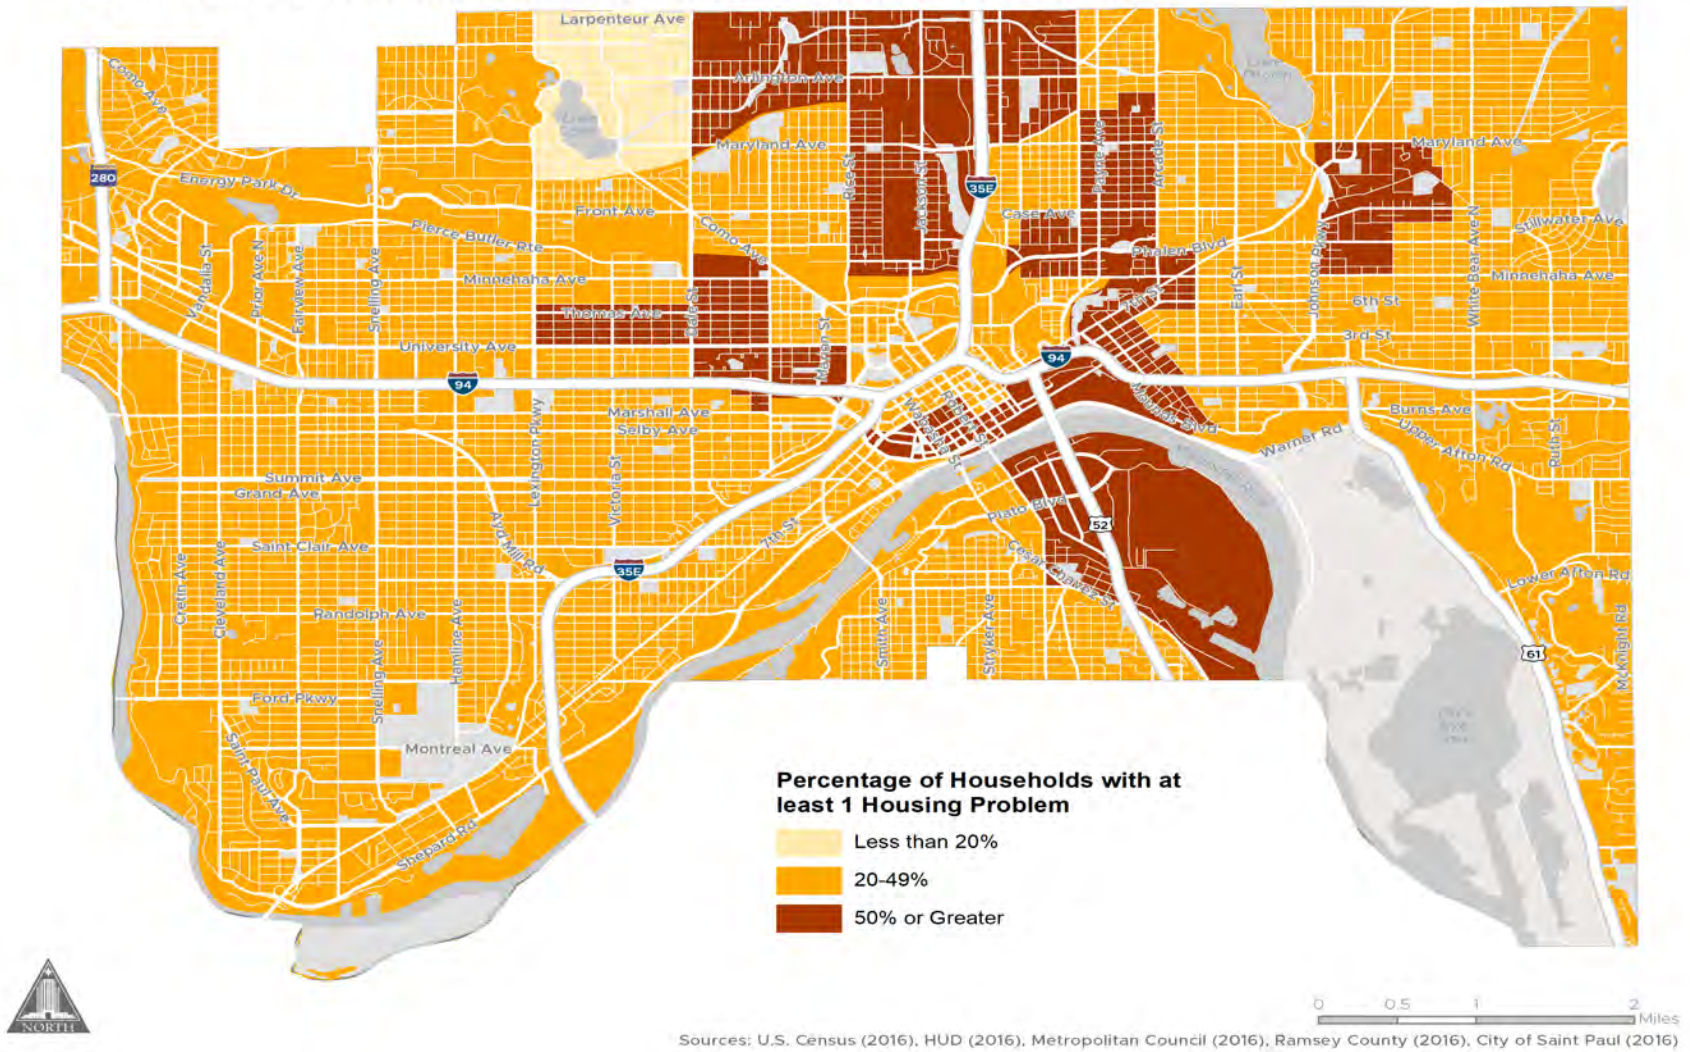 Larpenteur Ave
Como Ave
Arlington Ave
Maryland Ave
Maryland Ave
280
Energy Park Dr
35E
Rice St
Jackson St
Payne Ave
Arcade St
Front Ave
Case Ave
Como Ave
Pierce Butler Rte
Phalen Blvd
Stillwater Ave
Minnehaha Ave
Minnehaha Ave
Vandalia St
Prior Ave N
Fairview Ave
Snelling Ave
Dale St
Earl St
Johnson Pkwy
White Bear Ave N
Thomas Ave
7th St
6th St
3rd St
Marion St
University Ave
94
94
Marshall Ave
Selby Ave
Lexington Pkwy
Victoria St
Wabasha St
Robert St
Mounds Blvd
Burns Ave
Upper Afton Rd
Ruth St
Warner Rd
Summit Ave
Grand Ave
Ayd Mill Rd
7th St
Plato Blvd
52
Saint Clair Ave
Cretin Ave
Cleveland Ave
35E
Cesar Chavez St
Lower Afton Rd
Randolph Ave
Hamline Ave
Snelling Ave
Smith Ave
Stryker Ave
McKnight Rd
61
Ford Pkwy
Saint Paul Ave
Montreal Ave
Shepard Rd
Percentage of Households with at
least 1 Housing Problem
Less than 20%
20-49%
50% or Greater
NORTH
0 0.5 1 2
Miles
Sources: U.S. Census (2016), HUD (2016), Metropolitan Council (2016), Ramsey County (2016), City of Saint Paul (2016)